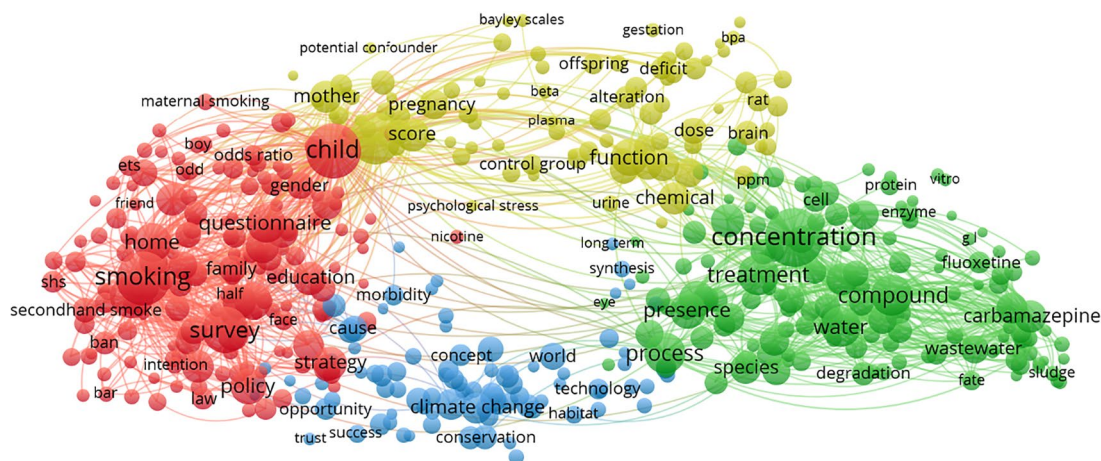 bayley scales
gestation
bpa
potential confounder
offspring
deficit
mother
beta
alteration
rat
maternal smoking
pregnancy
plasma
score
dose
brain
boy
child
odds ratio
control group
function
ets
odd
gender
chemical
ppm
protein
vitro
friend
psychological stress
urine
cell
enzyme
questionnaire
home
nicotine
long term
concentration
g l
smoking
family
education
synthesis
treatment
fluoxetine
shs
half
morbidity
eye
compound
secondhand smoke
face
presence
carbamazepine
survey
cause
water
ban
strategy
concept
world
process
wastewater
intention
species
degradation
sludge
bar
policy
technology
fate
law
opportunity
climate change
habitat
trust
success
conservation